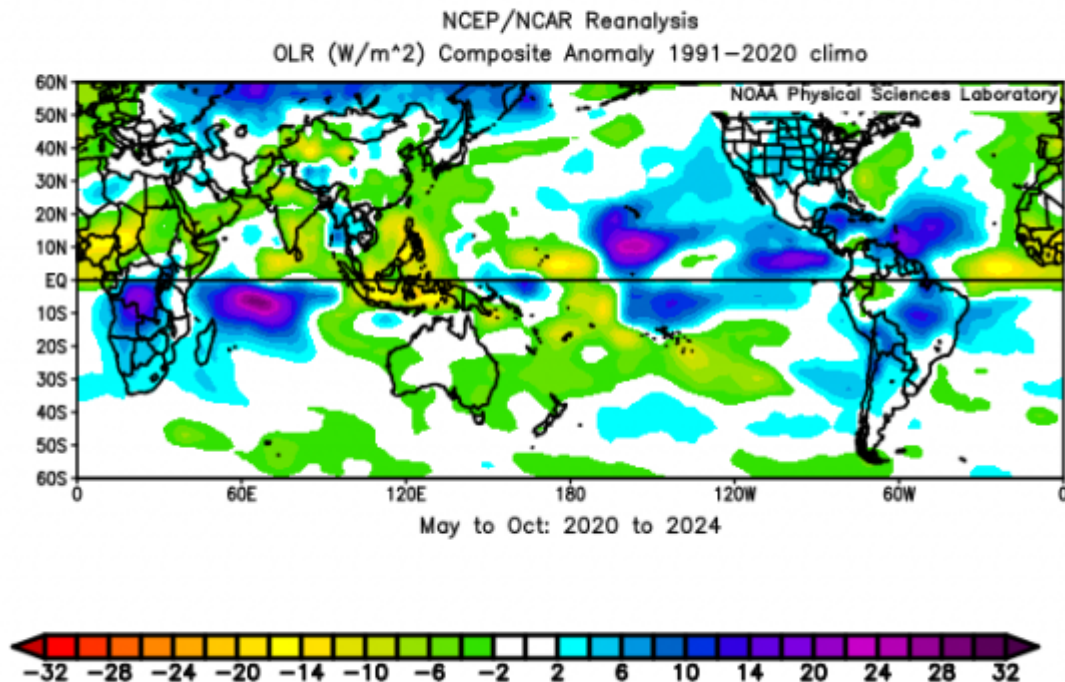 NCEP/NCAR Reanalysis
OLR (W/m^2) Composite Anomaly 1991-2020 climo
60N
NOAA Physical Sciences Laboratory
50N
40N
30N
20N
10N
EQ
10S
20S
30S
40S
50S
60S
0 60E 120E 180 120W 60W 0
May to Oct: 2020 to 2024
-32 -28 -24 -20 -14 -10 -6 -2 2 6 10 14 20 24 28 32